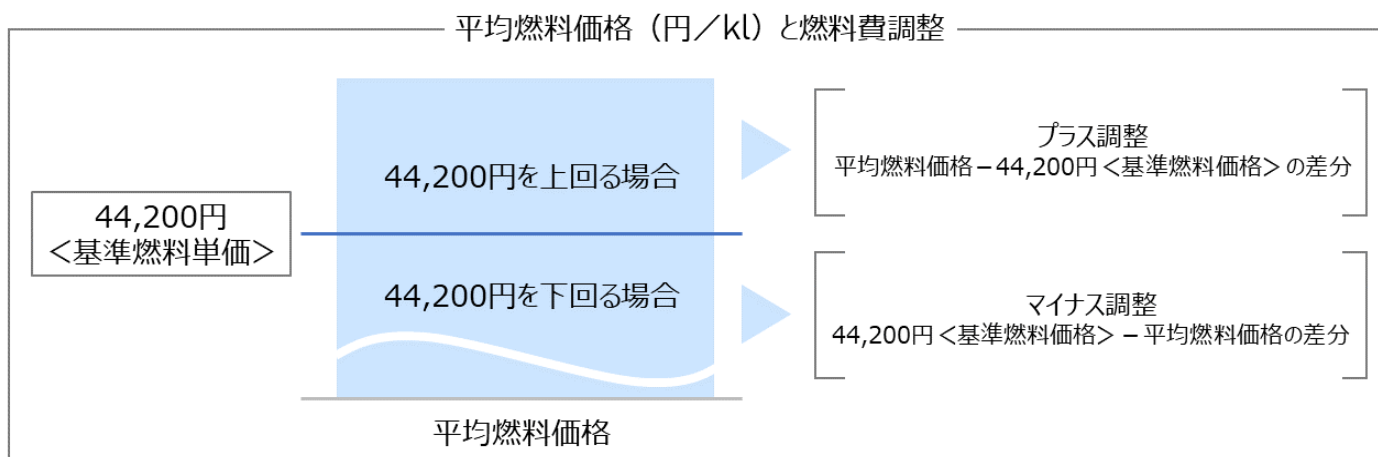 平均燃料価格（円／kl）と燃料費調整
44,200円を上回る場合
プラス調整
平均燃料価格－44,200円＜基準燃料価格＞の差分
44,200円
＜基準燃料単価＞
44,200円を下回る場合
マイナス調整
44,200円＜基準燃料価格＞－平均燃料価格の差分
平均燃料価格